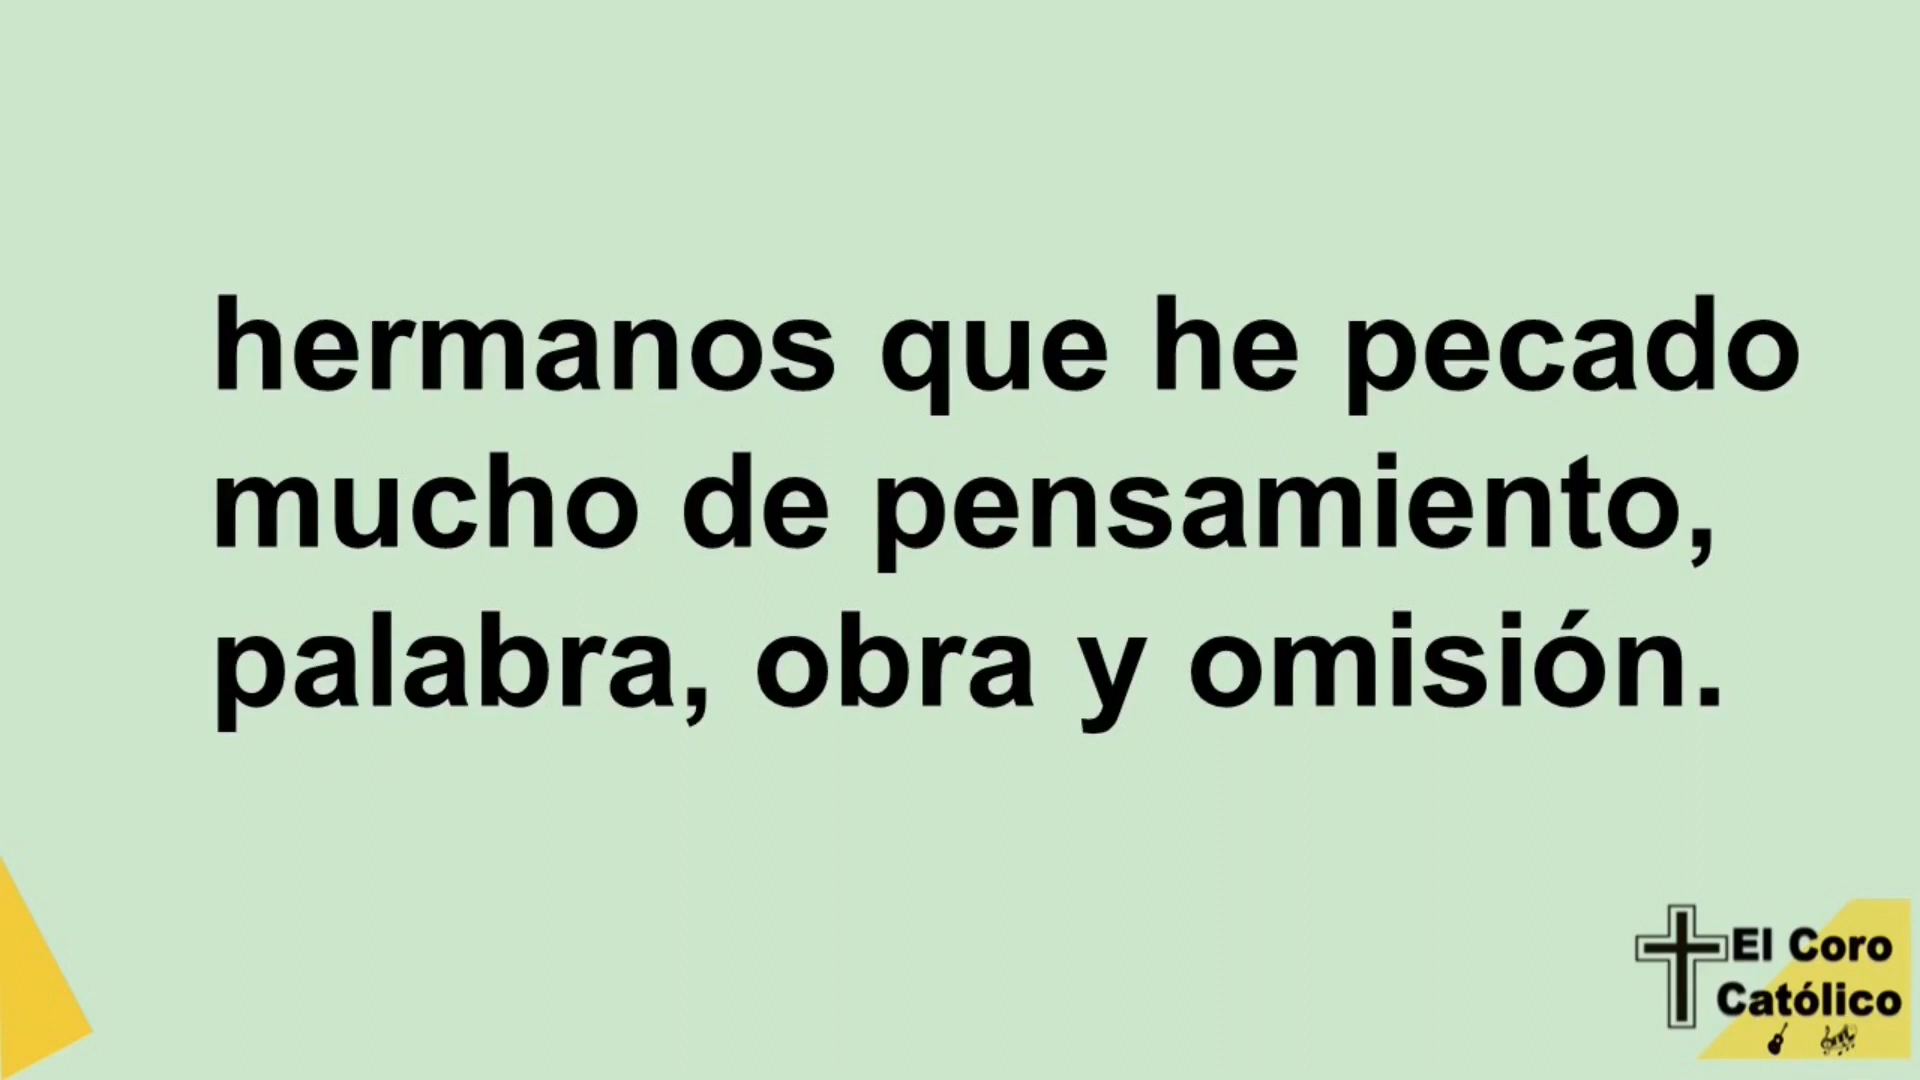 hermanos que he pecado
mucho de pensamiento,
palabra, obra y omisión.
El Coro
Católico